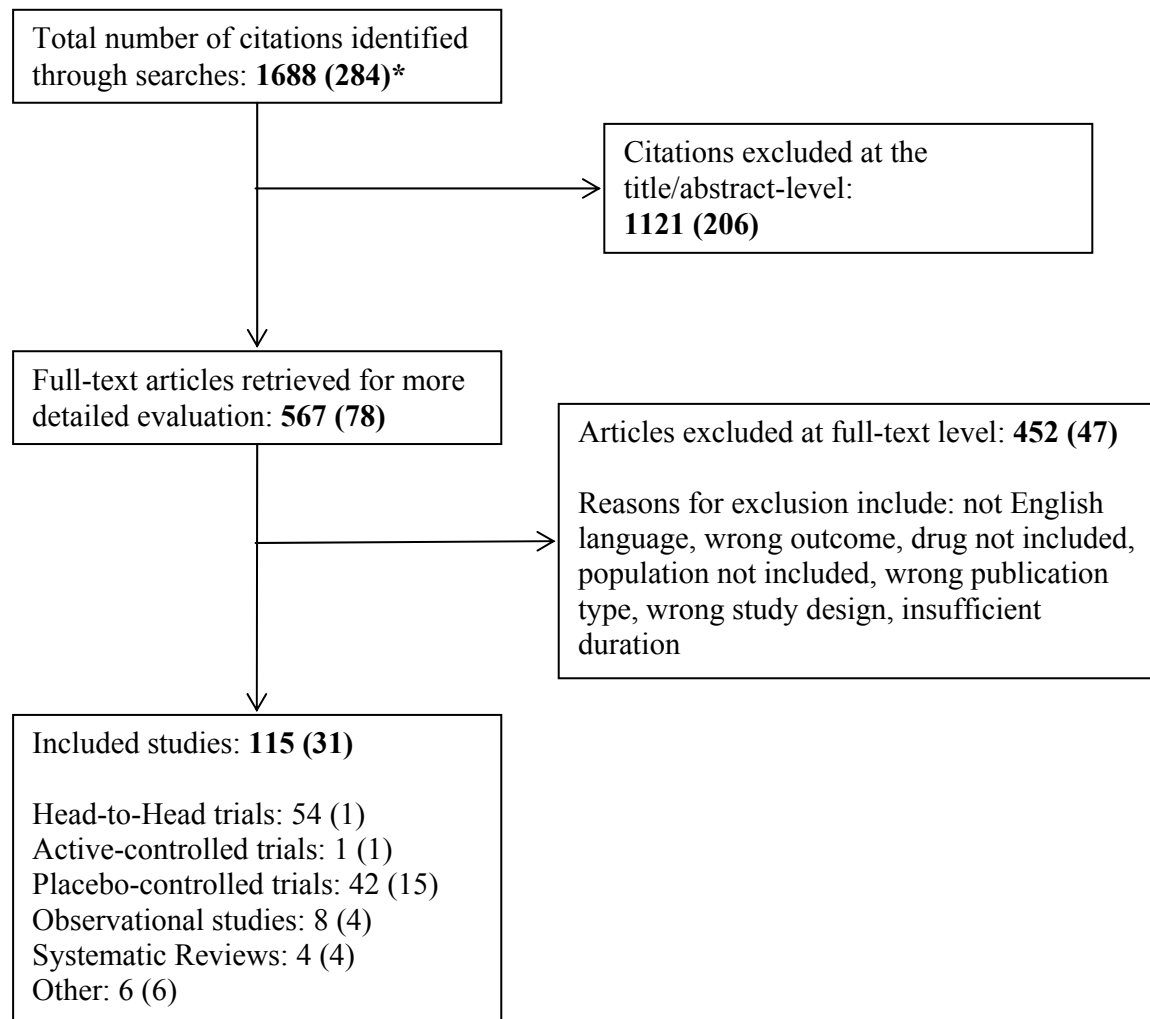 Total number of citations identified
through searches: 1688 (284)*
Citations excluded at the
title/abstract-level:
1121 (206)
Full-text articles retrieved for more
detailed evaluation: 567 (78)
Articles excluded at full-text level: 452 (47)
Reasons for exclusion include: not English
language, wrong outcome, drug not included,
population not included, wrong publication
type, wrong study design, insufficient
duration
Included studies: 115 (31)
Head-to-Head trials: 54 (1)
Active-controlled trials: 1 (1)
Placebo-controlled trials: 42 (15)
Observational studies: 8 (4)
Systematic Reviews: 4 (4)
Other: 6 (6)